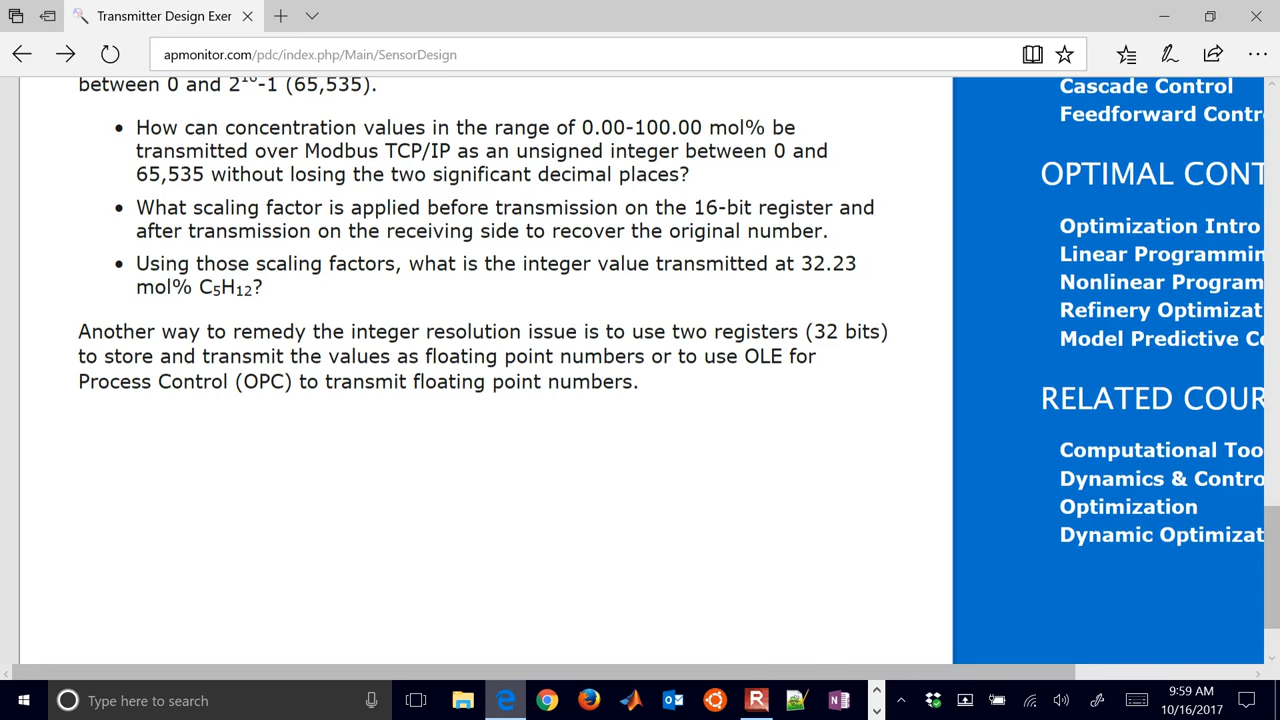 Transmitter Design Exer
apmonitor.com/pdc/index.php/Main/SensorDesign
between 0 and 2¹⁶-1 (65,535).
• How can concentration values in the range of 0.00-100.00 mol% be
transmitted over Modbus TCP/IP as an unsigned integer between 0 and
65,535 without losing the two significant decimal places?
• What scaling factor is applied before transmission on the 16-bit register and
after transmission on the receiving side to recover the original number.
• Using those scaling factors, what is the integer value transmitted at 32.23
mol% C₅H₁₂?
Another way to remedy the integer resolution issue is to use two registers (32 bits)
to store and transmit the values as floating point numbers or to use OLE for
Process Control (OPC) to transmit floating point numbers.
Cascade Control
Feedforward Contr
OPTIMAL CONT
Optimization Intro
Linear Programmin
Nonlinear Program
Refinery Optimizat
Model Predictive Co
RELATED COUR
Computational Too
Dynamics & Contro
Optimization
Dynamic Optimizat
Type here to search
9:59 AM
10/16/2017